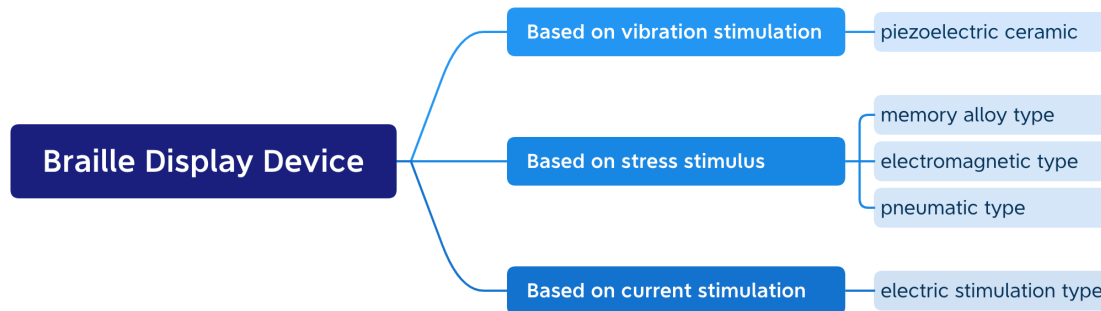 Based on vibration stimulation
piezoelectric ceramic
memory alloy type
Braille Display Device
Based on stress stimulus
electromagnetic type
pneumatic type
Based on current stimulation
electric stimulation type